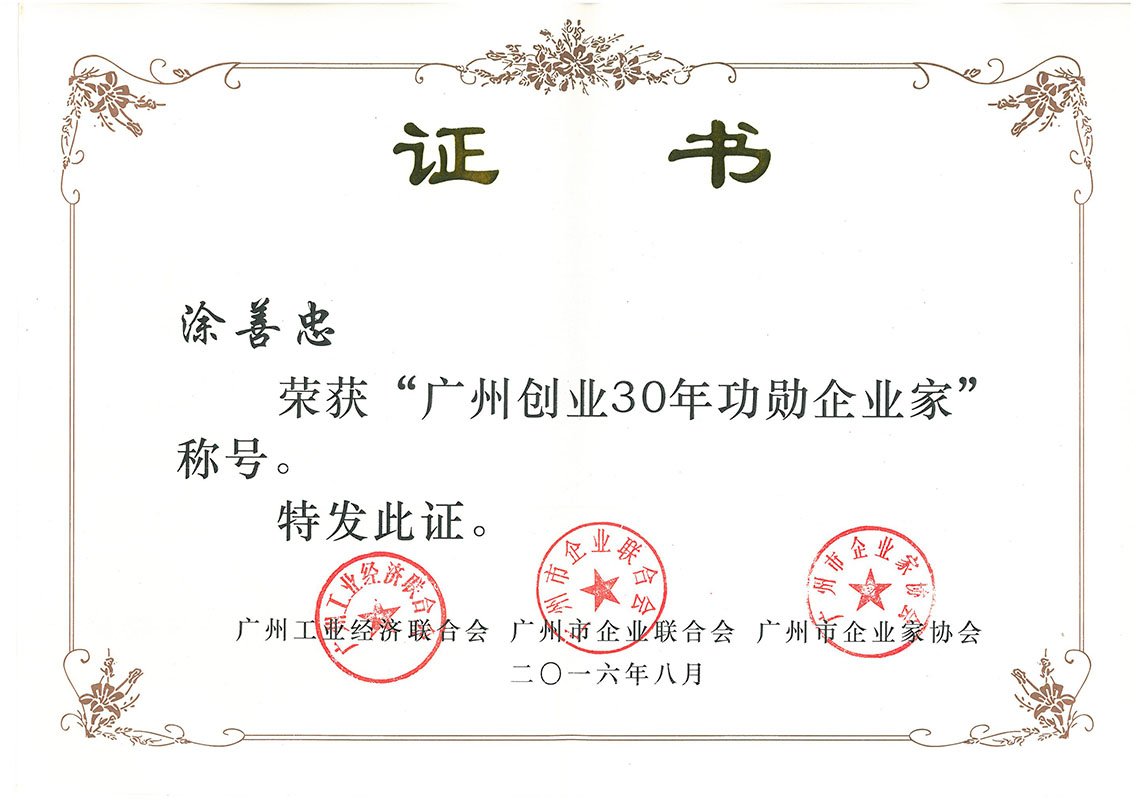 证 书
涂善忠
荣获“广州创业30年功勋企业家”
称号。
特发此证。
广州工业经济联合会
广州市企业联合会
广州市企业家协会
广州工业经济联合会 广州市企业联合会 广州市企业家协会
二〇一六年八月